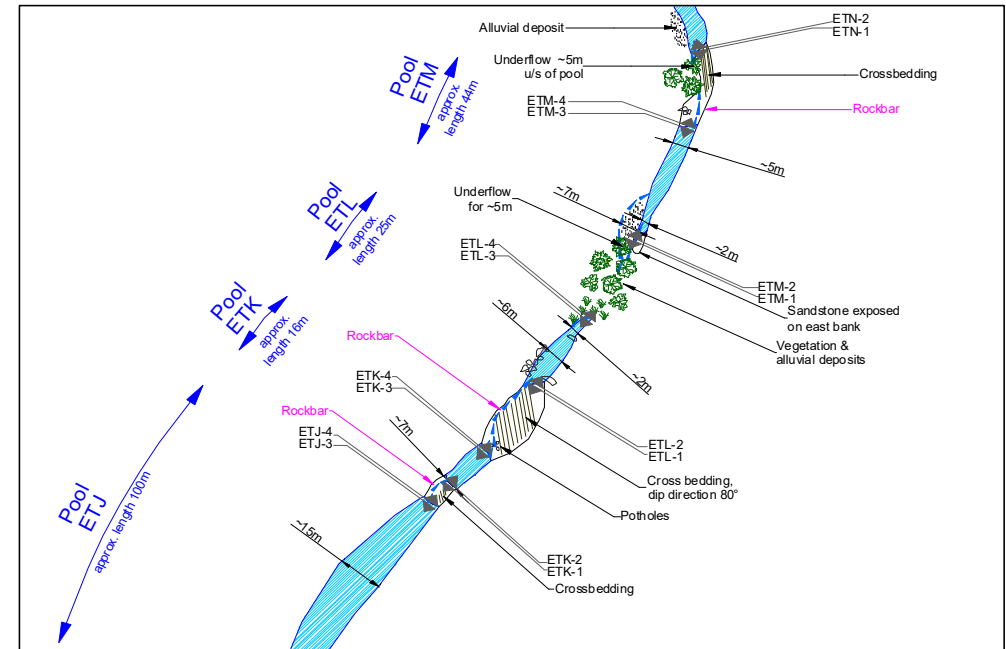 Alluvial deposit
ETN-2
ETN-1
Underflow ~5m
u/s of pool
Crossbedding
Pool
ETM
approx.
length 44m
ETM-4
ETM-3
Rockbar
~5m
Pool
ETL
approx.
length 25m
Underflow
for ~5m
~7m
~2m
ETL-4
ETL-3
ETM-2
ETM-1
Sandstone exposed
on east bank
Vegetation &
alluvial deposits
Pool
ETK
approx.
length 16m
~6m
~2m
Rockbar
ETK-4
ETK-3
Rockbar
ETJ-4
ETJ-3
~7m
ETL-2
ETL-1
Cross bedding,
dip direction 80°
Potholes
Pool
ETJ
approx. length 100m
~15m
ETK-2
ETK-1
Crossbedding